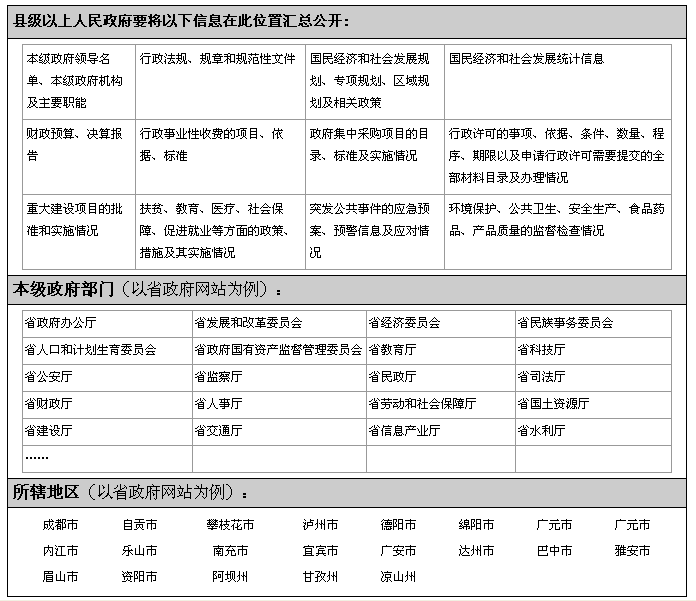 县级以上人民政府要将以下信息在此位置汇总公开：
本级政府领导名
单、本级政府机构
及主要职能
行政法规、规章和规范性文件
国民经济和社会发展规
划、专项规划、区域规
划及相关政策
国民经济和社会发展统计信息
财政预算、决算报
告
行政事业性收费的项目、依
据、标准
政府集中采购项目的目
录、标准及实施情况
行政许可的事项、依据、条件、数量、程
序、期限以及申请行政许可需要提交的全
部材料目录及办理情况
重大建设项目的批
准和实施情况
扶贫、教育、医疗、社会保
障、促进就业等方面的政策、
措施及其实施情况
突发公共事件的应急预
案、预警信息及应对情
况
环境保护、公共卫生、安全生产、食品药
品、产品质量的监督检查情况
本级政府部门（以省政府网站为例）：
省政府办公厅 省发展和改革委员会 省经济委员会 省民族事务委员会
省人口和计划生育委员会 省政府国有资产监督管理委员会 省教育厅 省科技厅
省公安厅 省监察厅 省民政厅 省司法厅
省财政厅 省人事厅 省劳动和社会保障厅 省国土资源厅
省建设厅 省交通厅 省信息产业厅 省水利厅
……
所辖地区（以省政府网站为例）：
成都市 自贡市 攀枝花市 泸州市 德阳市 绵阳市 广元市 广元市
内江市 乐山市 南充市 宜宾市 广安市 达州市 巴中市 雅安市
眉山市 资阳市 阿坝州 甘孜州 凉山州